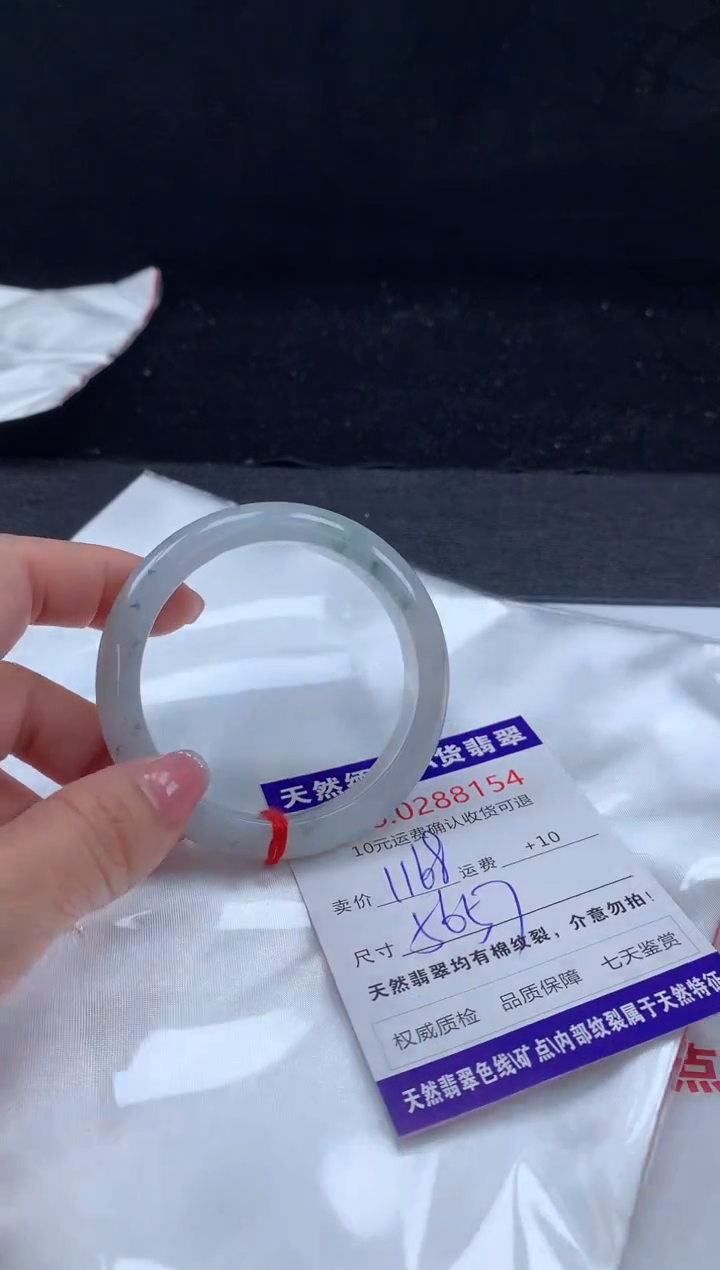 天然缅 货翡翠
.0288154
10元运费确认收货可退
卖价 1168 运费 +10
尺寸
天然翡翠均有棉纹裂，介意勿拍！
权威质检 品质保障 七天鉴赏
天然翡翠色线\矿点\内部纹裂属于天然特征
点